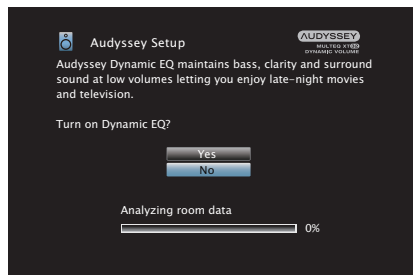 Audyssey Setup
AUDYSSEY
MULTEQ XT32
DYNAMIC VOLUME
Audyssey Dynamic EQ maintains bass, clarity and surround
sound at low volumes letting you enjoy late-night movies
and television.
Turn on Dynamic EQ?
Yes
No
Analyzing room data
0%